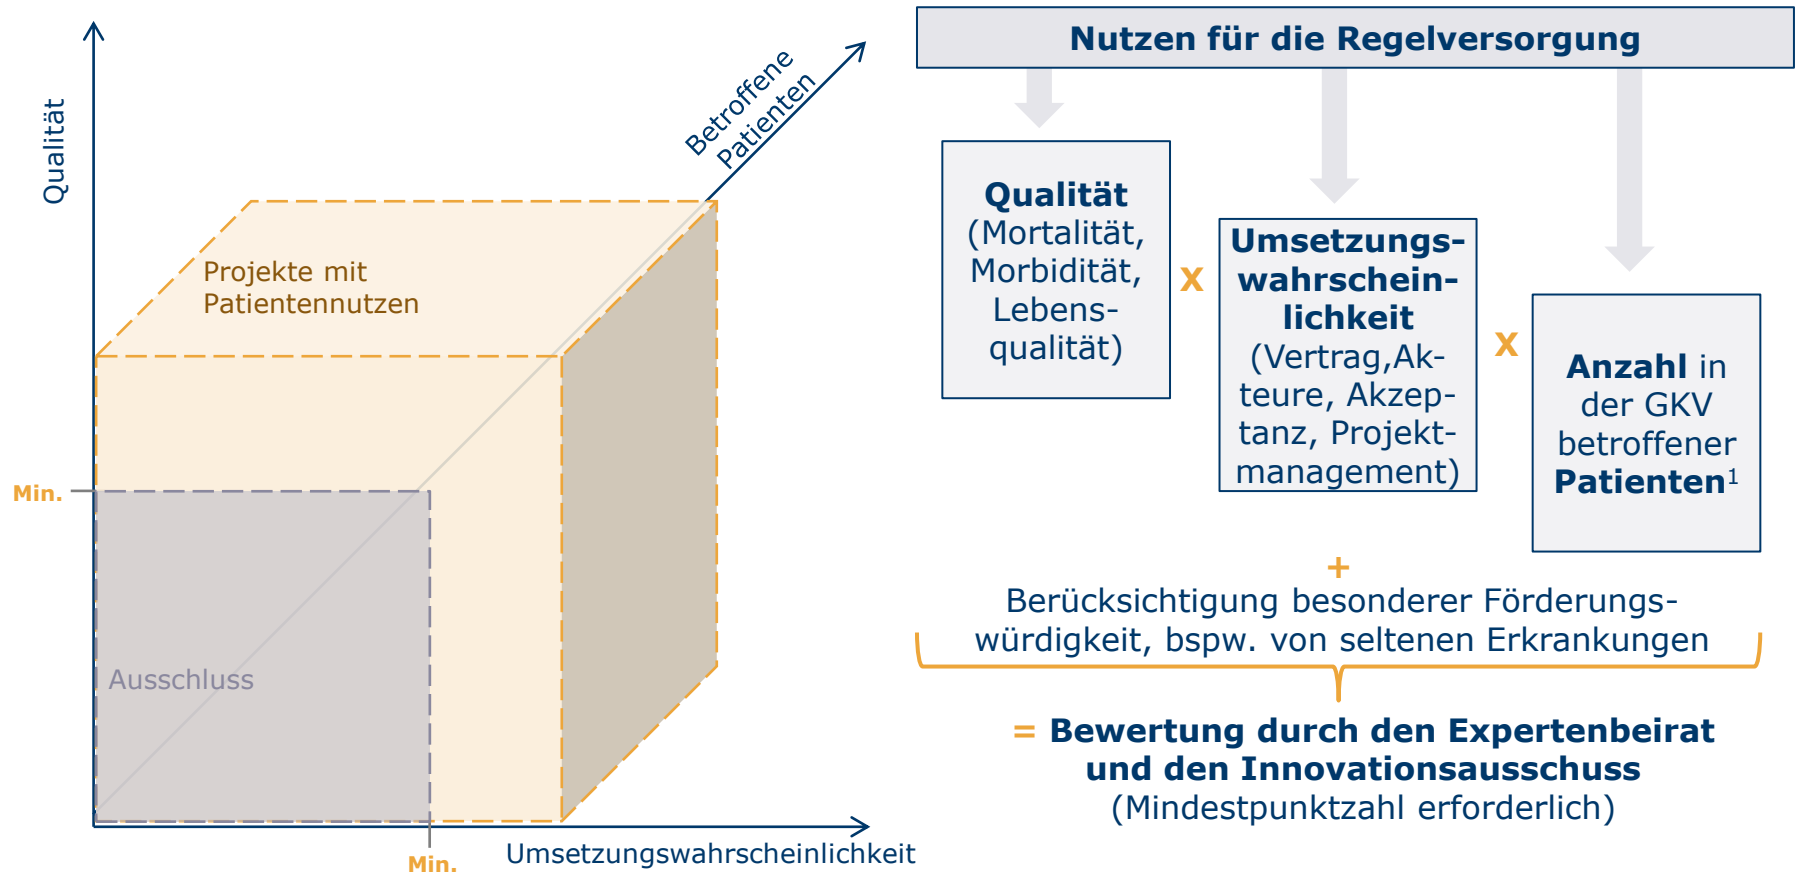 Qualität
Betroffene
Patienten
Projekte mit
Patientennutzen
Min.
Ausschluss
Min.
Umsetzungswahrscheinlichkeit
Nutzen für die Regelversorgung
Qualität
(Mortalität,
Morbidität,
Lebens-
qualität)
x
Umsetzungs-
wahrschein-
lichkeit
(Vertrag,Ak-
teure, Akzep-
tanz, Projekt-
management)
x
Anzahl in
der GKV
betroffener
Patienten¹
+
Berücksichtigung besonderer Förderungs-
würdigkeit, bspw. von seltenen Erkrankungen
= Bewertung durch den Expertenbeirat
und den Innovationsausschuss
(Mindestpunktzahl erforderlich)